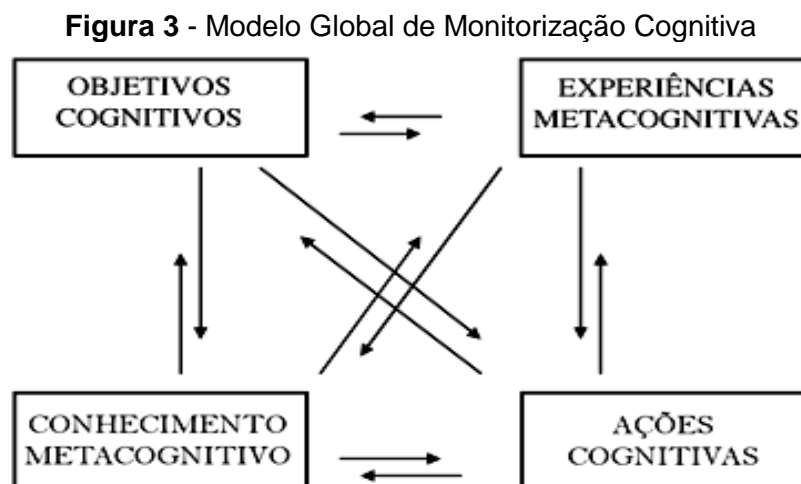 Figura 3 - Modelo Global de Monitorização Cognitiva
OBJETIVOS
COGNITIVOS
EXPERIÊNCIAS
METACOGNITIVAS
CONHECIMENTO
METACOGNITIVO
AÇÕES
COGNITIVAS